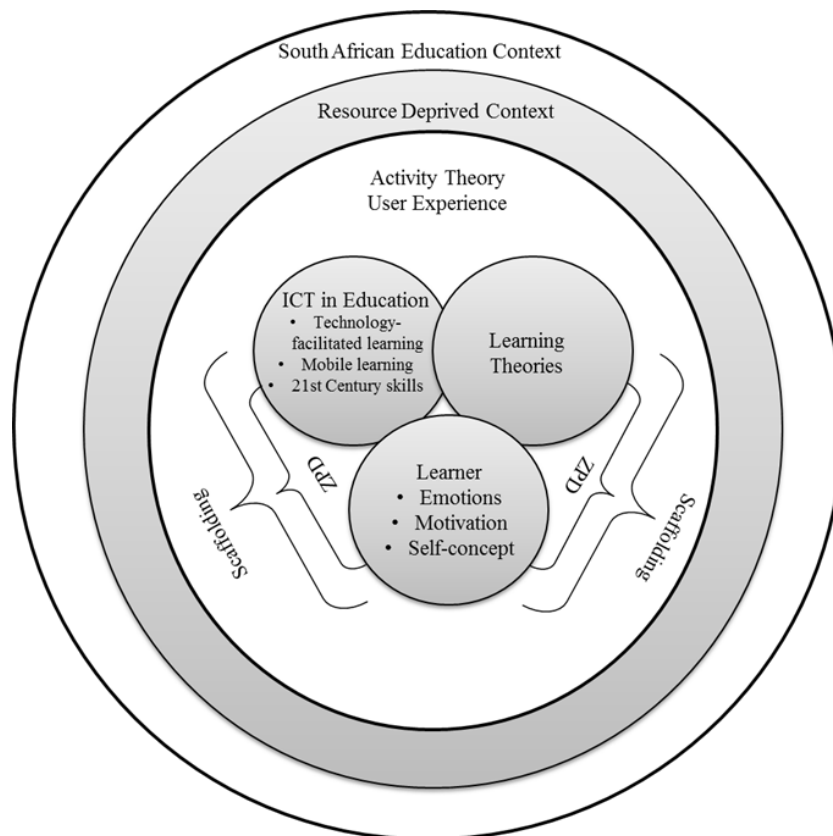 South African Education Context
Resource Deprived Context
Activity Theory
User Experience
ICT in Education
• Technology-
facilitated learning
• Mobile learning
• 21st Century skills
Learning
Theories
Learner
• Emotions
• Motivation
• Self-concept
ZPD
Scaffolding
ZPD
Scaffolding